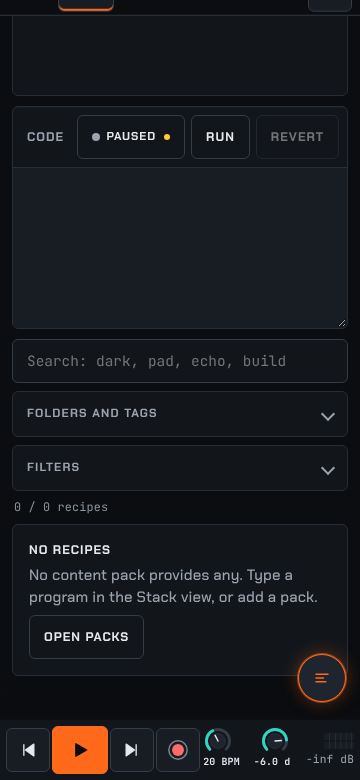 CODE PAUSED RUN REVERT
Search: dark, pad, echo, build
FOLDERS AND TAGS
FILTERS
0 / 0 recipes
NO RECIPES
No content pack provides any. Type a
program in the Stack view, or add a pack.
OPEN PACKS
20 BPM -6.0 d -inf dB